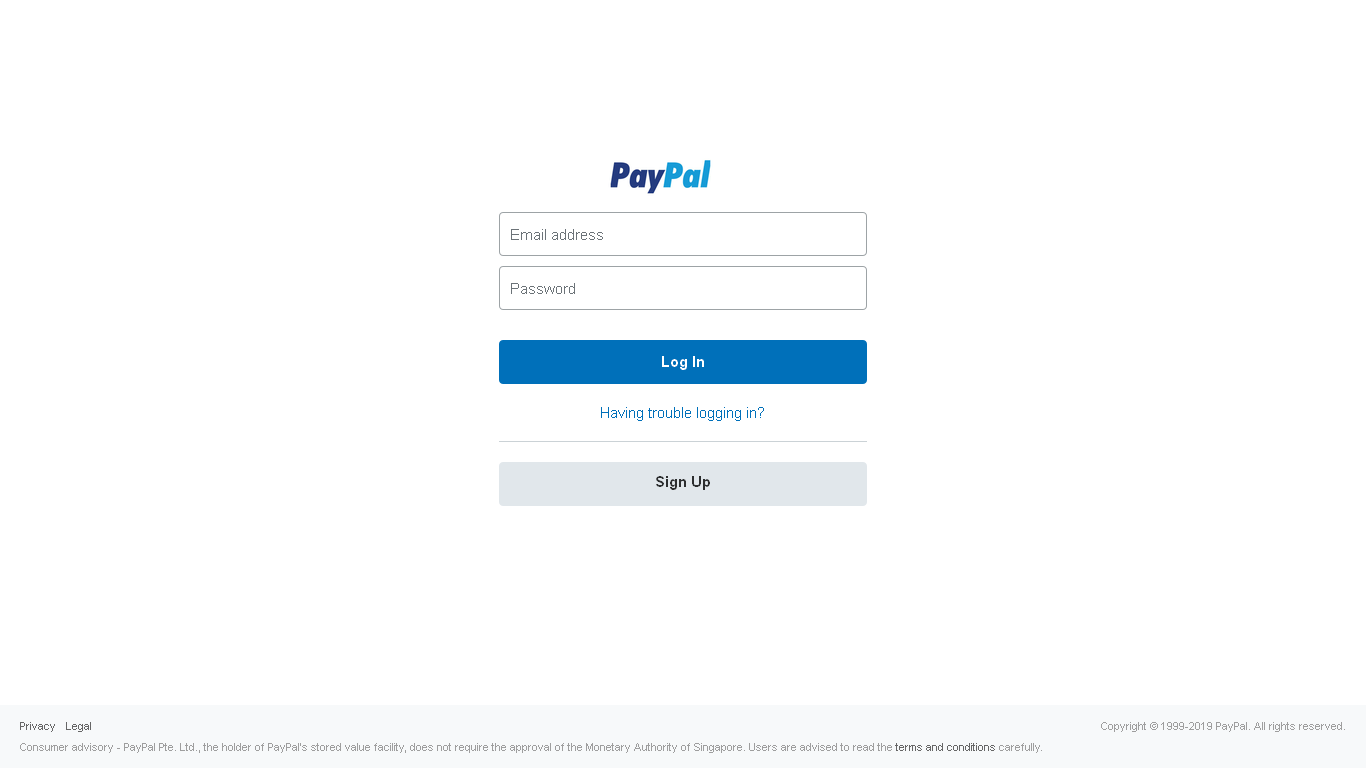 PayPal
Email address
Password
Log In
Having trouble logging in?
Sign Up
Privacy Legal
Copyright © 1999-2019 PayPal. All rights reserved.
Consumer advisory - PayPal Pte. Ltd., the holder of PayPal's stored value facility, does not require the approval of the Monetary Authority of Singapore. Users are advised to read the terms and conditions carefully.